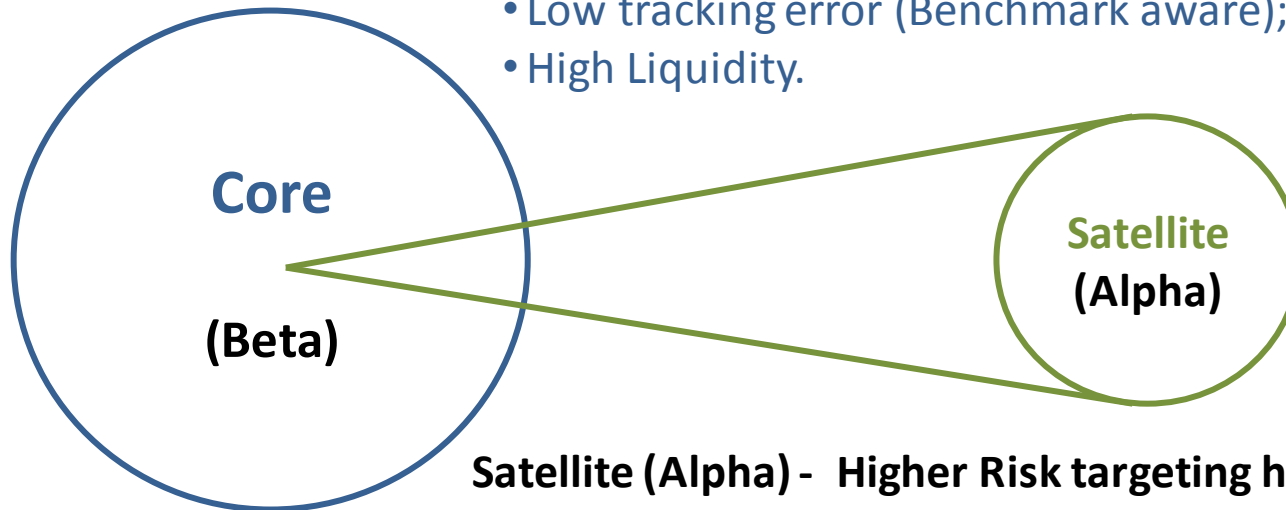 • Low tracking error (Benchmark aware);
• High Liquidity.
Core
(Beta)
Satellite
(Alpha)
Satellite (Alpha) - Higher Risk targeting h